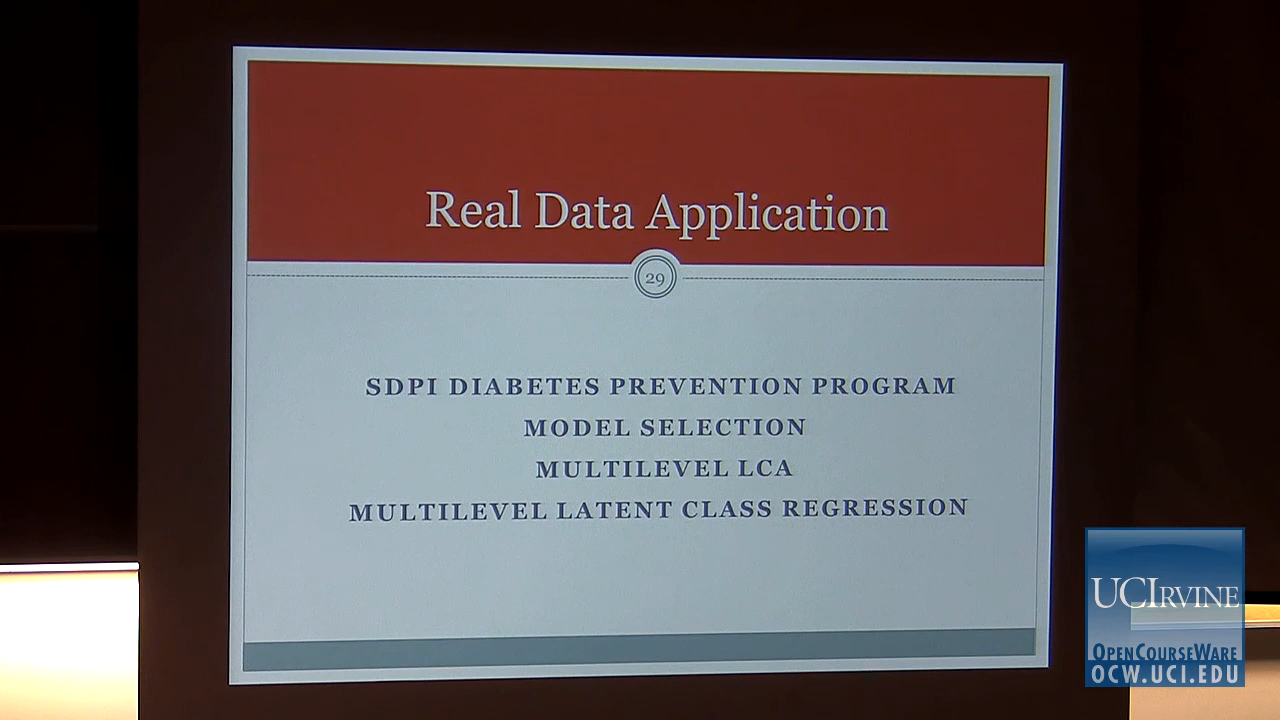 Real Data Application
29
SDPI DIABETES PREVENTION PROGRAM
MODEL SELECTION
MULTILEVEL LCA
MULTILEVEL LATENT CLASS REGRESSION
UCIRVINE
OPENCOURSEWARE
OCW.UCI.EDU